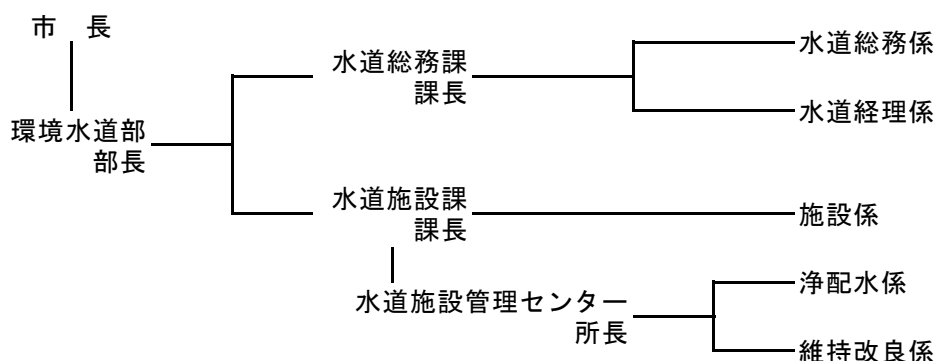 市　長
環境水道部
部長
水道総務課
課長
水道総務係
水道経理係
水道施設課
課長
施設係
水道施設管理センター
所長
浄配水係
維持改良係